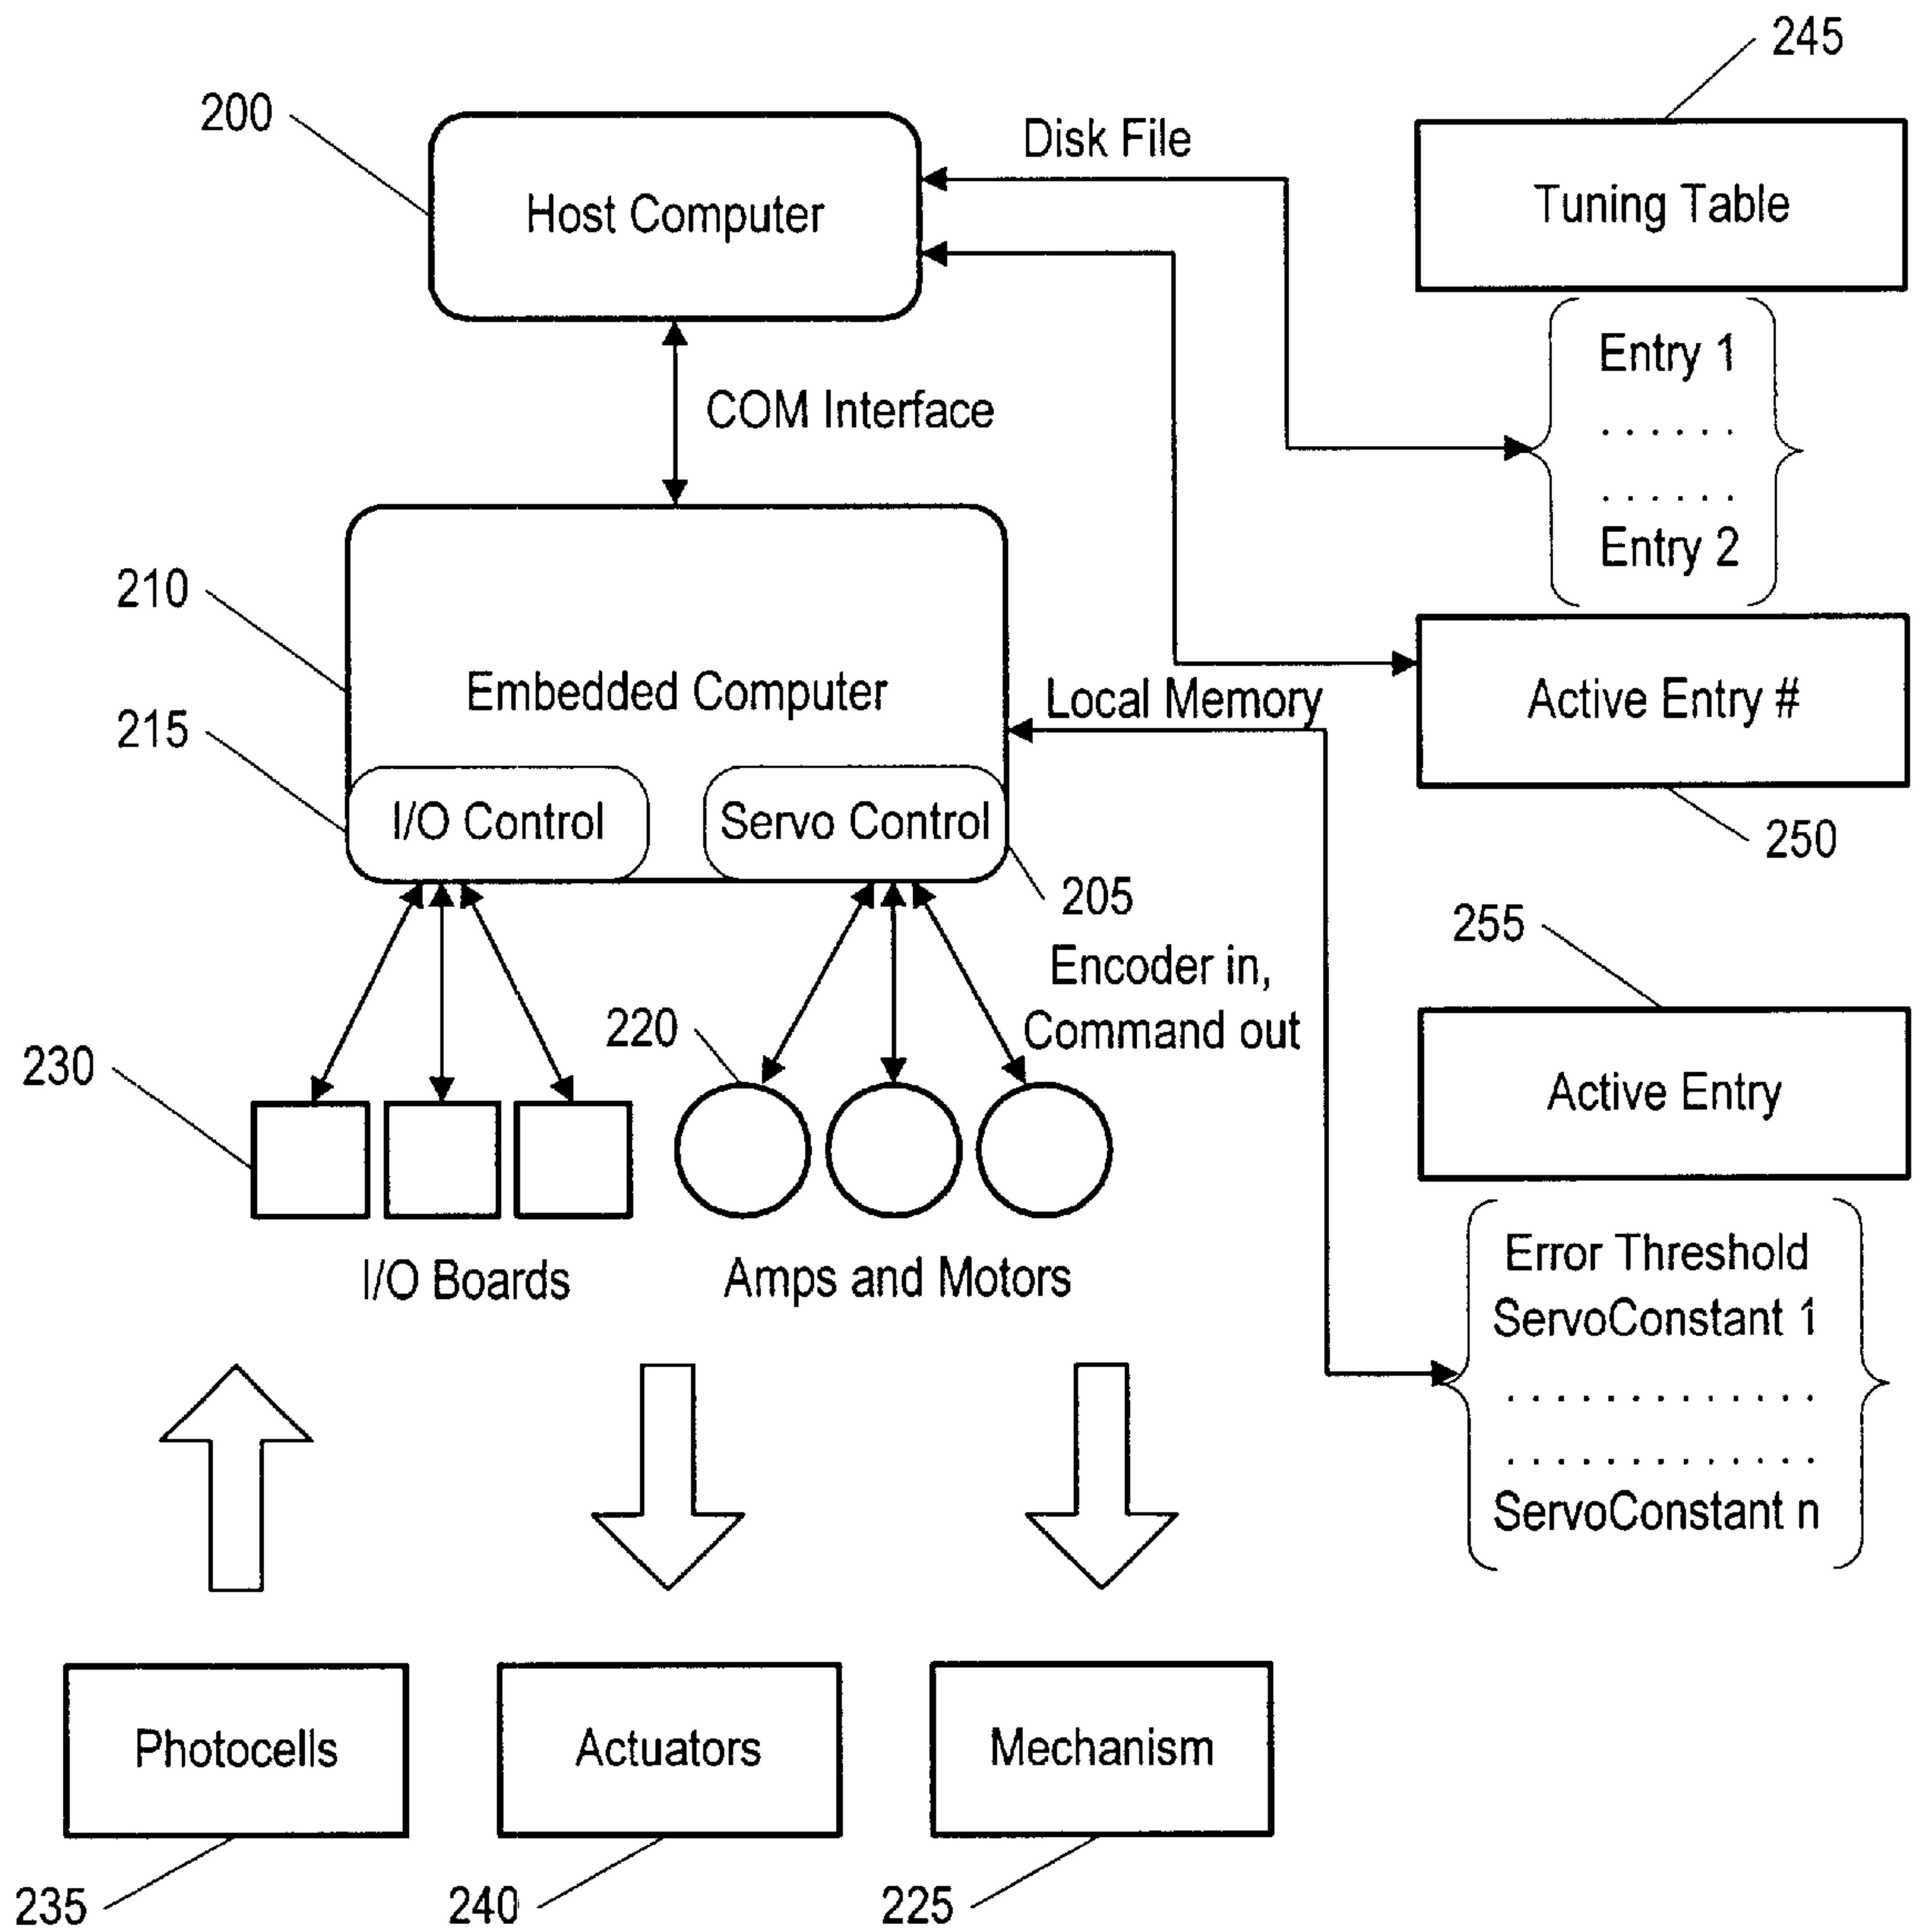 245
200
Disk File
Host Computer
Tuning Table
Entry 1
. . . . . .
. . . . . .
Entry 2
COM Interface
210
Embedded Computer
Local Memory
Active Entry #
215
I/O Control
Servo Control
250
205
255
Encoder in,
Command out
220
230
Active Entry
I/O Boards
Amps and Motors
Error Threshold
ServoConstant 1
. . . . . . . . . . . . .
. . . . . . . . . . . . .
ServoConstant n
Photocells
Actuators
Mechanism
235
240
225